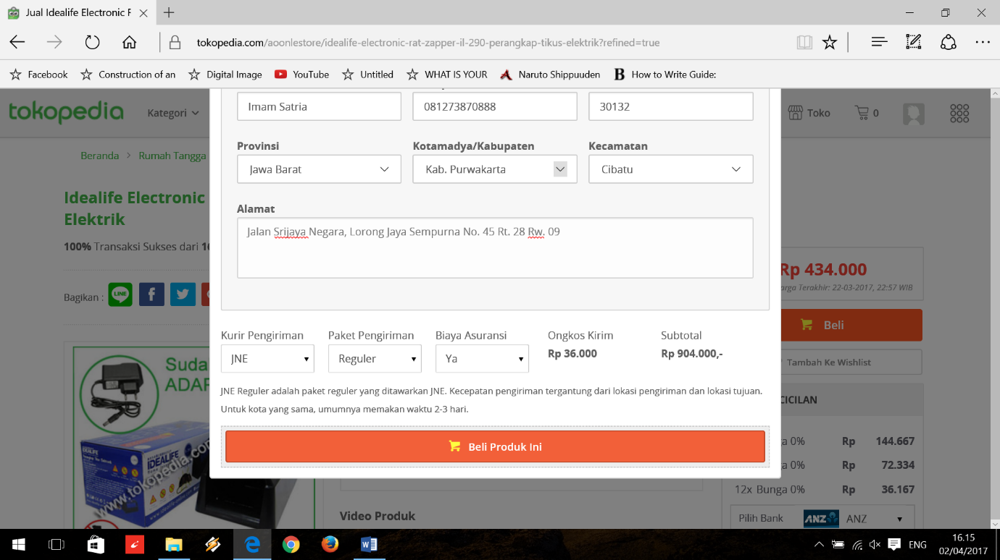 Jual Idealife Electronic F
tokopedia.com/aoonlestore/idealife-electronic-rat-zapper-il-290-perangkap-tikus-elektrik?refined=true
Facebook
Construction of an
Digital Image
YouTube
Untitled
WHAT IS YOUR
Naruto Shippuuden
How to Write Guide:
tokopedia
Kategori
Toko
0
Imam Satria
081273870888
30132
Beranda > Rumah Tangga
Provinsi
Kotamadya/Kabupaten
Kecamatan
Jawa Barat
Kab. Purwakarta
Cibatu
Idealife Electronic
Elektrik
100% Transaksi Sukses dari 1
Alamat
Jalan Srijaya Negara, Lorong Jaya Sempurna No. 45 Rt. 28 Rw. 09
Rp 434.000
arga Terakhir: 22-03-2017, 22:57 WIB
Bagikan :
LINE
Beli
Tambah Ke Wishlist
Kurir Pengiriman
Paket Pengiriman
Biaya Asuransi
Ongkos Kirim
Subtotal
JNE
Reguler
Ya
Rp 36.000
Rp 904.000,-
JNE Reguler adalah paket reguler yang ditawarkan JNE. Kecepatan pengiriman tergantung dari lokasi pengiriman dan lokasi tujuan.
Untuk kota yang sama, umumnya memakan waktu 2-3 hari.
Beli Produk Ini
CICILAN
a 0% Rp 144.667
a 0% Rp 72.334
12x Bunga 0% Rp 36.167
Pilih Bank ANZ ANZ
Suda
ADAP
IDEALIFE
IDEALIFE
www.tokopedia.com
Video Produk
ENG
16.15
02/04/2017